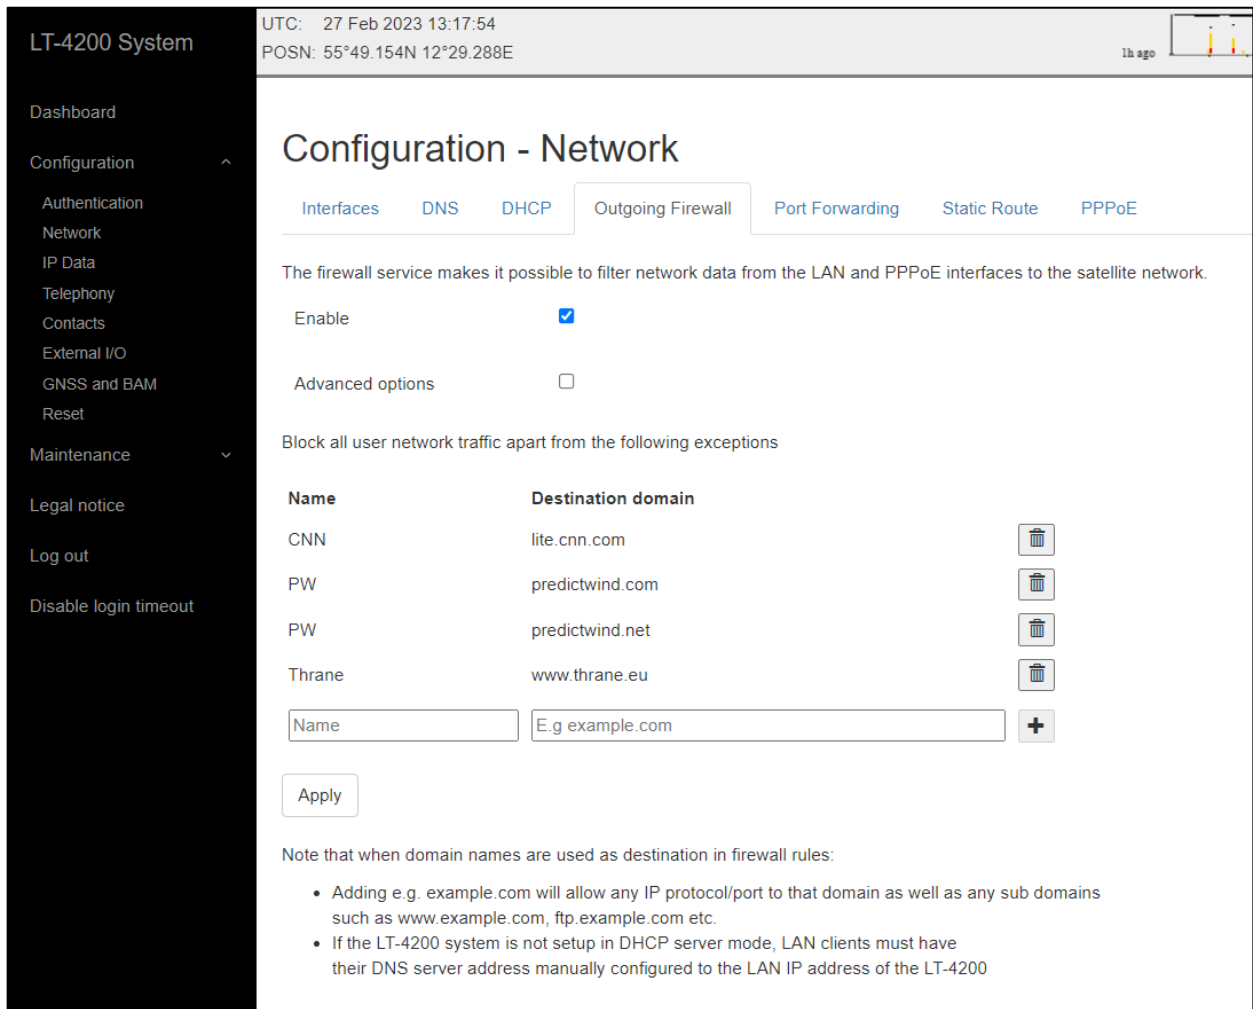 LT-4200 System
UTC: 27 Feb 2023 13:17:54
POSN: 55°49.154N 12°29.288E
1h ago
Dashboard
Configuration
Authentication
Network
IP Data
Telephony
Contacts
External I/O
GNSS and BAM
Reset
Maintenance
Legal notice
Log out
Disable login timeout
Configuration - Network
Interfaces DNS DHCP Outgoing Firewall Port Forwarding Static Route PPPoE
The firewall service makes it possible to filter network data from the LAN and PPPoE interfaces to the satellite network.
Enable
Advanced options
Block all user network traffic apart from the following exceptions
Name Destination domain
CNN lite.cnn.com
PW predictwind.com
PW predictwind.net
Thrane www.thrane.eu
Name E.g example.com
Apply
Note that when domain names are used as destination in firewall rules:
• Adding e.g. example.com will allow any IP protocol/port to that domain as well as any sub domains
such as www.example.com, ftp.example.com etc.
• If the LT-4200 system is not setup in DHCP server mode, LAN clients must have
their DNS server address manually configured to the LAN IP address of the LT-4200